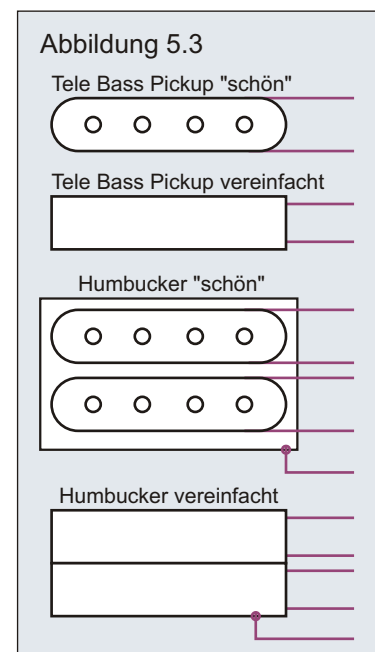 Abbildung 5.3
Tele Bass Pickup "schön"
Tele Bass Pickup vereinfacht
Humbucker "schön"
Humbucker vereinfacht